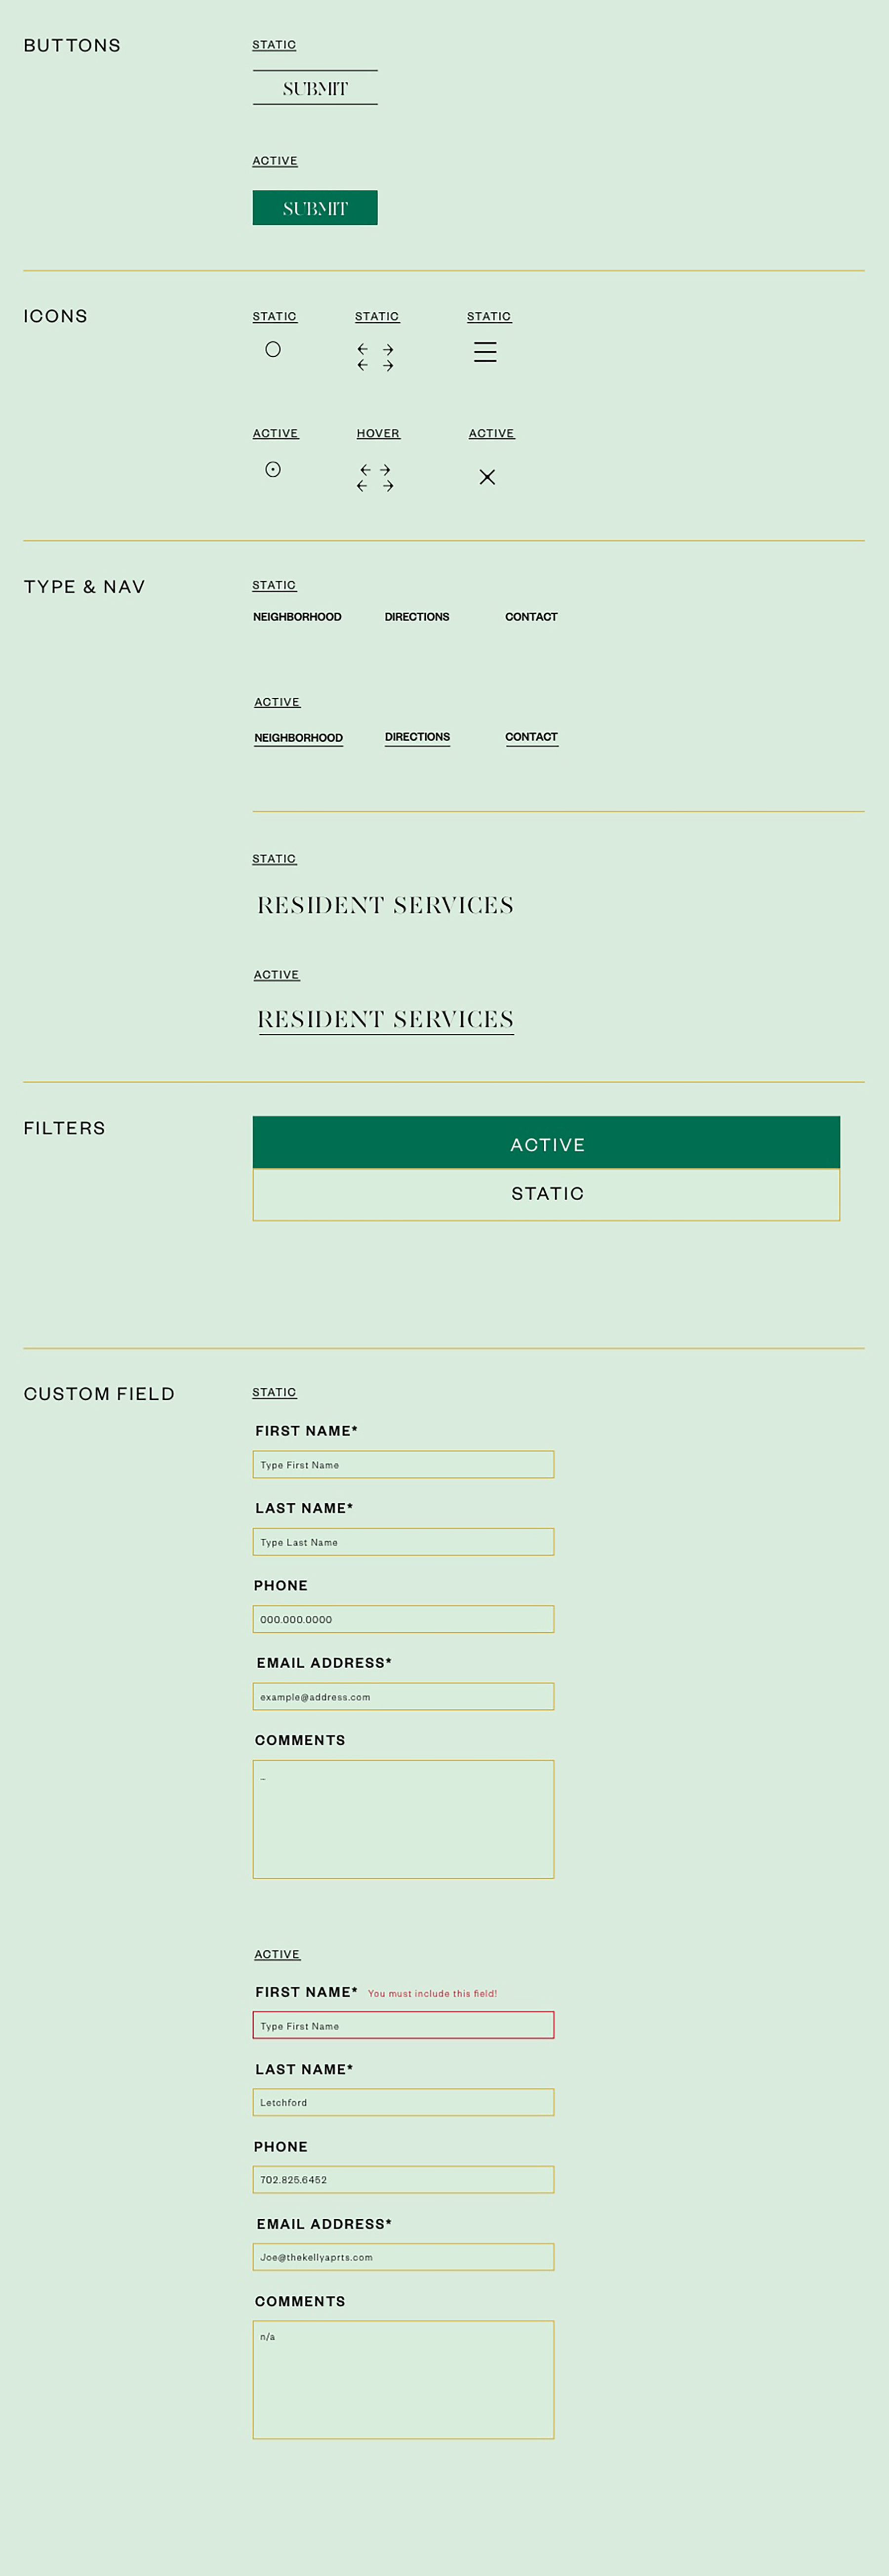 BUTTONS
STATIC
SUBMIT
ACTIVE
SUBMIT
ICONS
STATIC STATIC STATIC
ACTIVE HOVER ACTIVE
TYPE & NAV
STATIC
NEIGHBORHOOD DIRECTIONS CONTACT
ACTIVE
NEIGHBORHOOD DIRECTIONS CONTACT
STATIC
RESIDENT SERVICES
ACTIVE
RESIDENT SERVICES
FILTERS
ACTIVE
STATIC
CUSTOM FIELD
STATIC
FIRST NAME*
Type First Name
LAST NAME*
Type Last Name
PHONE
000.000.0000
EMAIL ADDRESS*
example@address.com
COMMENTS
–
ACTIVE
FIRST NAME* You must include this field!
Type First Name
LAST NAME*
Letchford
PHONE
702.825.6452
EMAIL ADDRESS*
Joe@thekellyaprts.com
COMMENTS
n/a